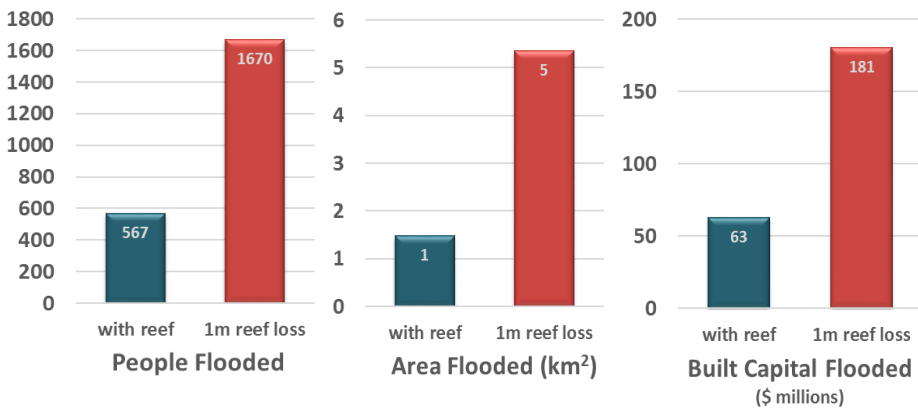 1800
1600
1400
1200
1000
800
600
400
200
0
567
1670
with reef
1m reef loss
People Flooded
6
5
4
3
2
1
0
1
5
with reef
1m reef loss
Area Flooded (km²)
200
150
100
50
0
63
181
with reef
1m reef loss
Built Capital Flooded
($ millions)